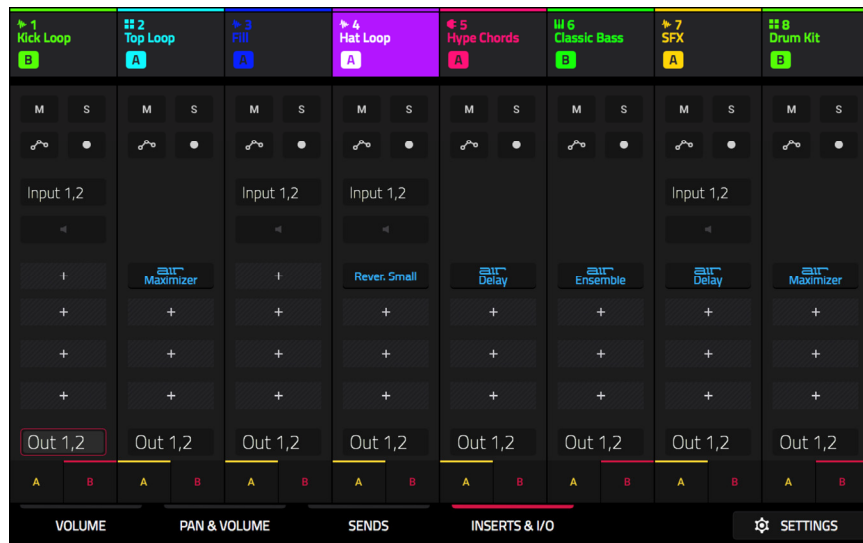 1 2 3 4 5 6 7 8
Kick Loop Top Loop Fill Hat Loop Hype Chords Classic Bass SFX Drum Kit
B A A A A B A B
M S M S M S M S M S M S M S M S
Input 1,2 Input 1,2 Input 1,2 Input 1,2
+ air + air air air air
Maximizer Rever. Small Delay Ensemble Delay Maximizer
+ + + + + + + +
+ + + + + + + +
+ + + + + + + +
Out 1,2 Out 1,2 Out 1,2 Out 1,2 Out 1,2 Out 1,2 Out 1,2 Out 1,2
A B A B A B A B A B A B A B A B
VOLUME PAN & VOLUME SENDS INSERTS & I/O SETTINGS